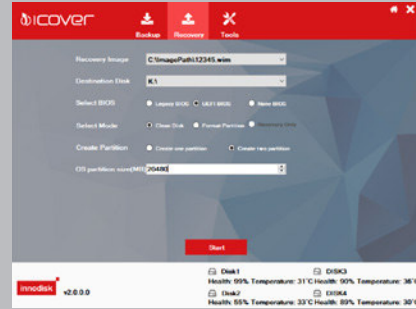 icover
Backup Recovery Tools
Recovery Image C:\ImagePath\12345.wim
Destination Disk K:\
Select BIOS Legacy BIOS UEFI BIOS None BIOS
Select Mode Clean Disk Format Partition Recovery Only
Create Partition Create one partition Create two partition
OS partition size(MB) 20480
Start
Disk1 DISK3
Health: 99% Temperature: 31°C Health: 90% Temperature: 36°C
innodisk v2.0.0.0
Disk2 DISK4
Health: 55% Temperature: 33°C Health: 89% Temperature: 30°C